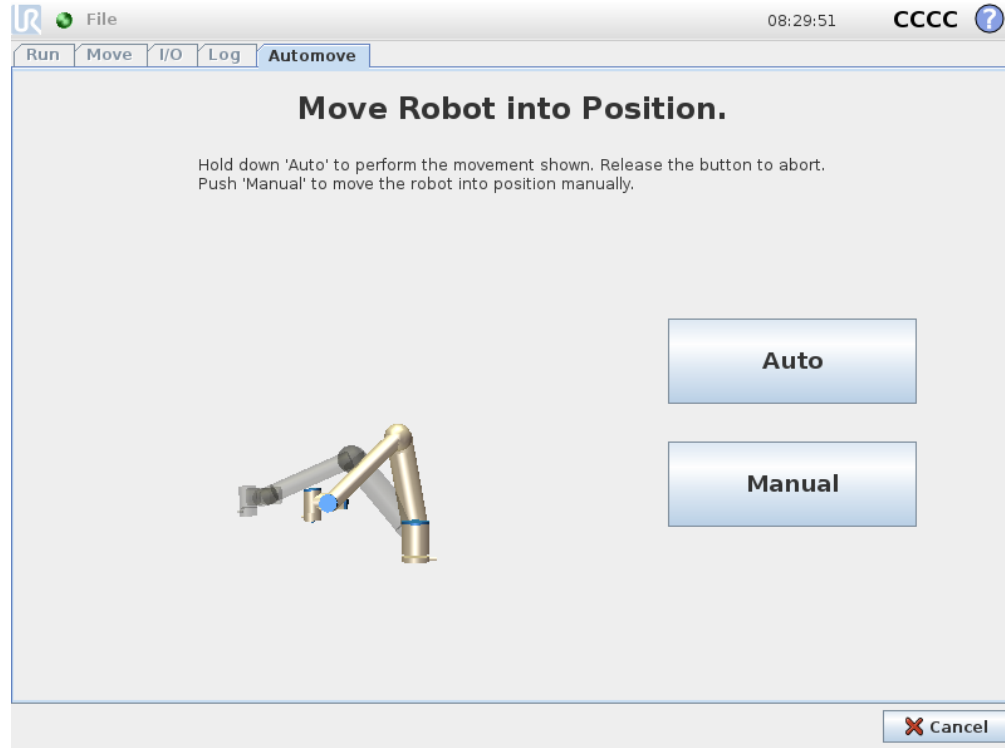 UR File 08:29:51 CCCC ?
Run Move I/O Log Automove
Move Robot into Position.
Hold down 'Auto' to perform the movement shown. Release the button to abort.
Push 'Manual' to move the robot into position manually.
Auto
Manual
Cancel